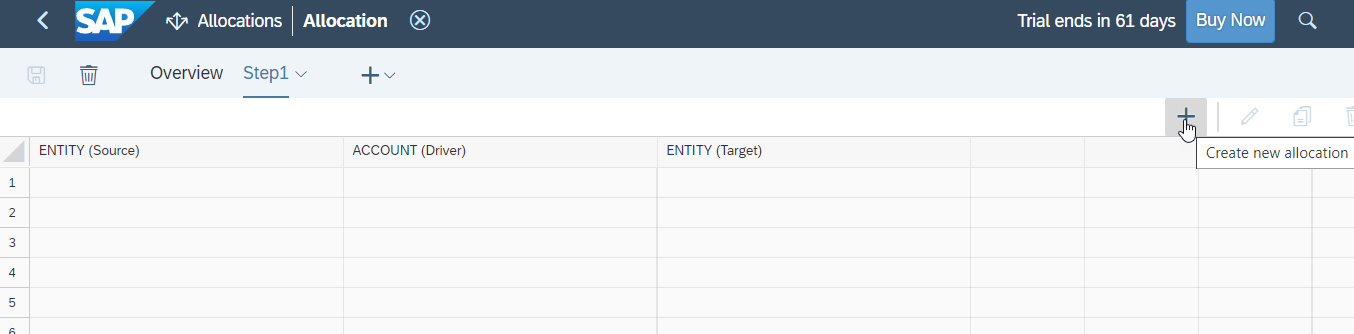 SAP Allocations Allocation Trial ends in 61 days Buy Now
Overview Step1
Create new allocation
ENTITY (Source) ACCOUNT (Driver) ENTITY (Target)
1
2
3
4
5
6